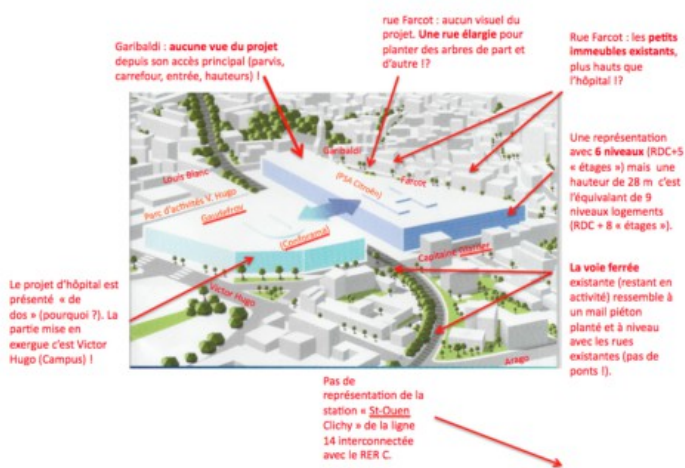 Garibaldi : aucune vue du projet
depuis son accès principal (parvis,
carrefour, entrée, hauteurs) !
rue Farcot : aucun visuel du
projet. Une rue élargie pour
planter des arbres de part et
d'autre !?
Rue Farcot : les petits
immeubles existants,
plus hauts que
l'hôpital !?
Une représentation
avec 6 niveaux (RDC+5
« étages ») mais une
hauteur de 28 m c'est
l'équivalant de 9
niveaux logements
(RDC + 8 « étages »).
La voie ferrée
existante (restant en
activité) ressemble à
un mail piéton
planté et à niveau
avec les rues
existantes (pas de
ponts !).
Le projet d'hôpital est
présenté « de
dos » (pourquoi ?). La
partie mise en
exergue c'est Victor
Hugo (Campus) !
Garibaldi
Louis Blanc
(PSA Citroën)
Farcot
Parc d'activités V. Hugo
Gaudefroy
(Conforama)
Capitaine Glarner
Victor Hugo
Arago
Pas de
représentation de la
station « St-Ouen
Clichy » de la ligne
14 interconnectée
avec le RER C.